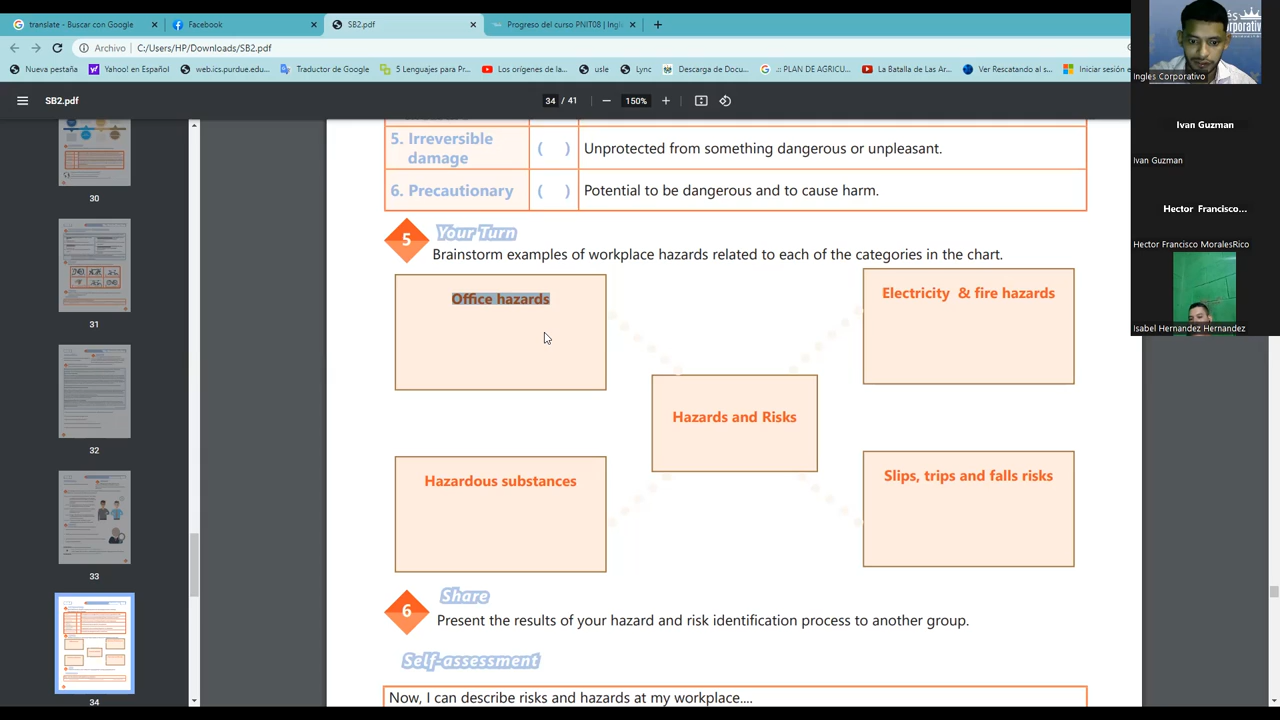 translate - Buscar con Google
Facebook
SB2.pdf
Progreso del curso PNIT08 | Ingl
Archivo
C:/Users/HP/Downloads/SB2.pdf
Nueva pestaña
Yahoo! en Español
web.ics.purdue.edu...
Traductor de Google
5 Lenguajes para Pr...
Los orígenes de la...
usle
Lync
Descarga de Docu...
.::: PLAN DE AGRICU...
La Batalla de Las Ar...
Ver Rescatando al s...
Iniciar sesión e
SB2.pdf
34 / 41
150%
Ingles Corporativo
Ivan Guzman
Ivan Guzman
Hector Francisco...
Hector Francisco MoralesRico
Isabel Hernandez Hernandez
30
31
32
33
34
5. Irreversible damage ( ) Unprotected from something dangerous or unpleasant.
6. Precautionary ( ) Potential to be dangerous and to cause harm.
5 Your Turn
Brainstorm examples of workplace hazards related to each of the categories in the chart.
Office hazards
Electricity & fire hazards
Hazards and Risks
Hazardous substances
Slips, trips and falls risks
6 Share
Present the results of your hazard and risk identification process to another group.
Self-assessment
Now, I can describe risks and hazards at my workplace....